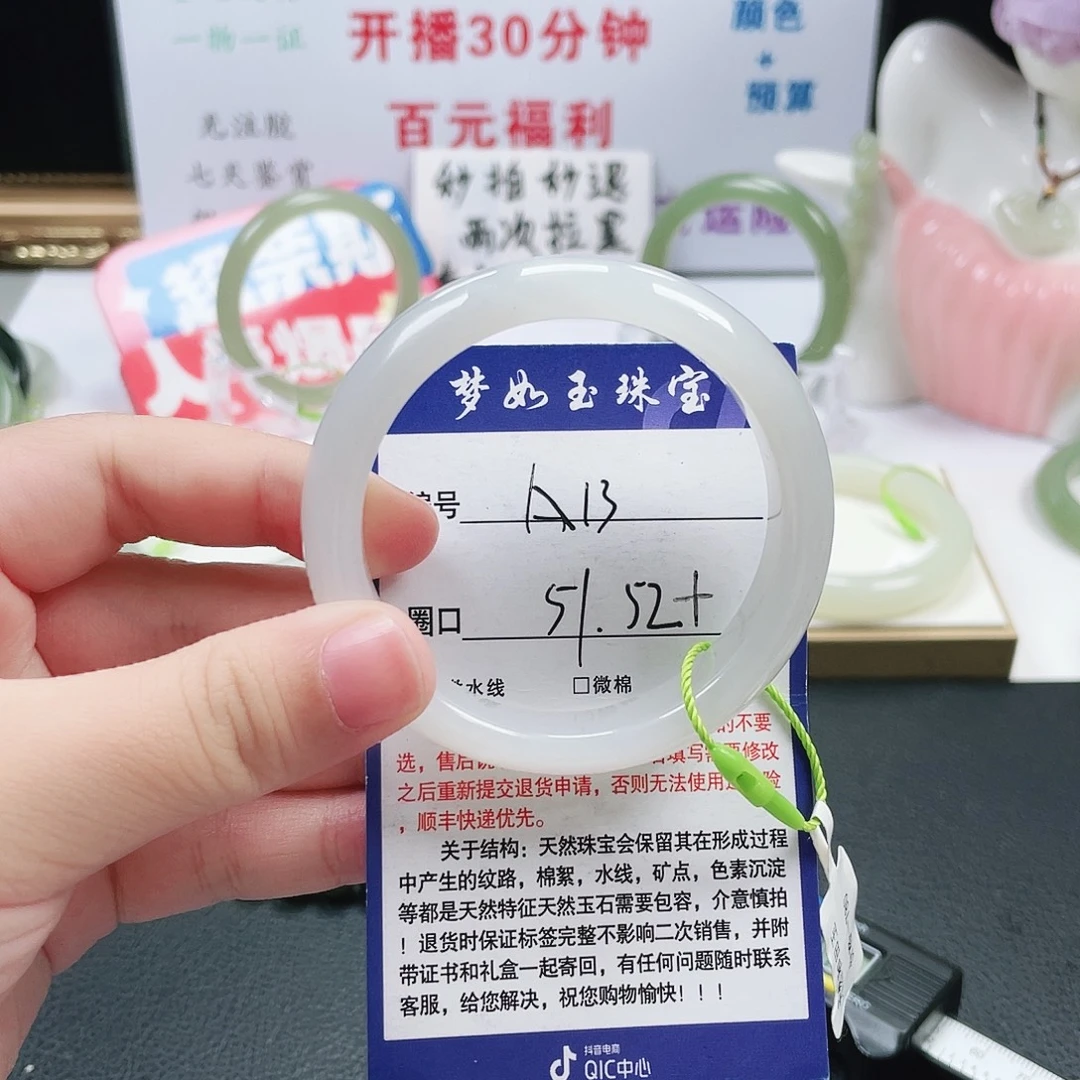 一物一证
开播30分钟
百元福利
颜色
+
预算
无注胶
七天鉴赏
秒拍秒退
两次拉黑
梦如玉珠宝
编号 A13
圈口 51.52+
水线 □微棉
的不要
选，售后
填写需要修改
之后重新提交退货申请，否则无法使用
，顺丰快递优先。
关于结构：天然珠宝会保留其在形成过程
中产生的纹路，棉絮，水线，矿点，色素沉淀
等都是天然特征天然玉石需要包容，介意慎拍
！退货时保证标签完整不影响二次销售，并附
带证书和礼盒一起寄回，有任何问题随时联系
客服，给您解决，祝您购物愉快！！！
抖音电商
QIC中心